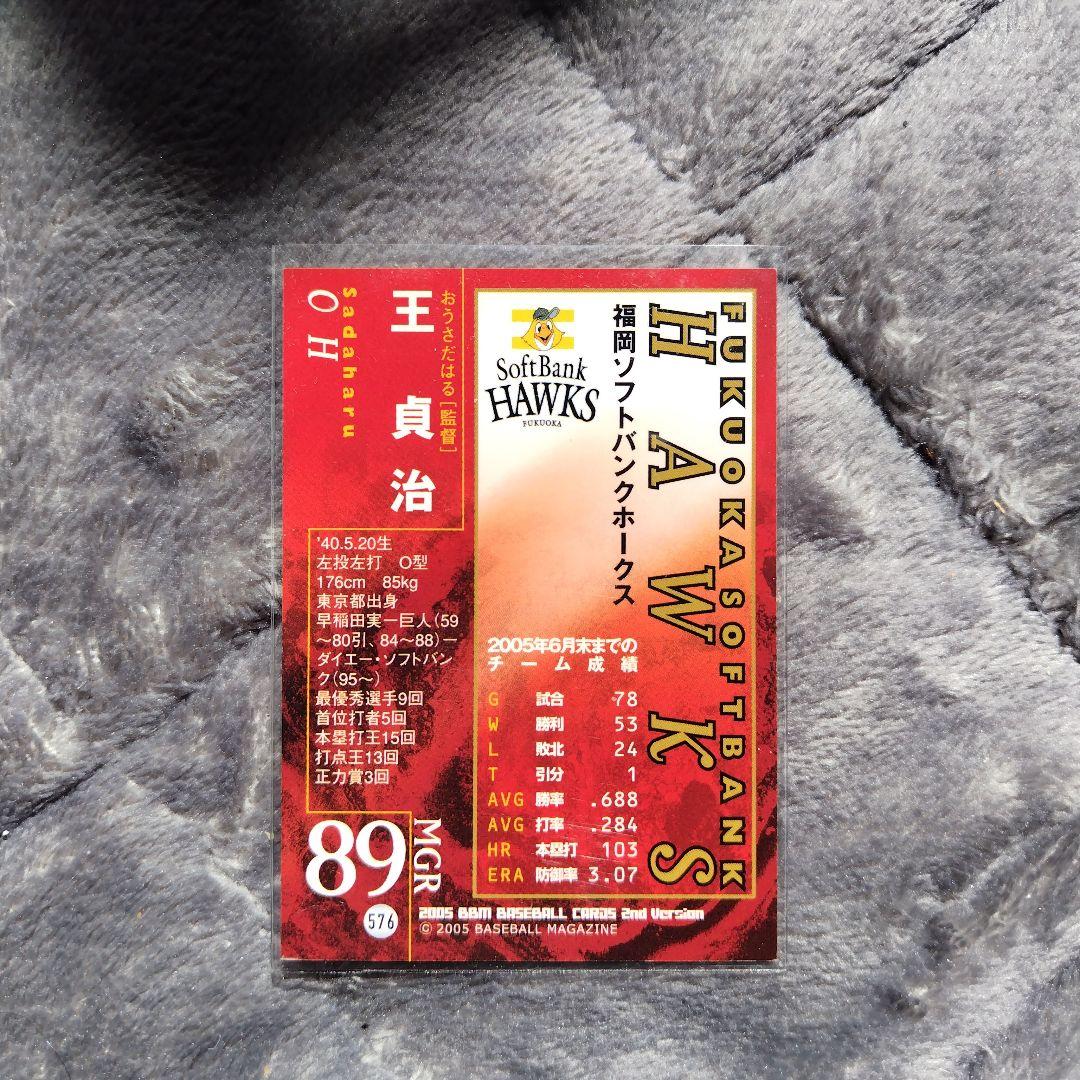 Sadaharu
OH
王 貞 治
おうさだはる[監督]
'40.5.20生
左投左打 O型
176cm 85kg
東京都出身
早稲田実ー巨人(59
〜80引、84〜88)ー
ダイエー・ソフトバン
ク(95〜)
最優秀選手9回
首位打者5回
本塁打王15回
打点王13回
正力賞3回
89
MGR
576
SoftBank
HAWKS
FUKUOKA
福岡ソフトバンクホークス
HAWKS
FUKUOKA SOFTBANK
2005年6月末までの
チーム成績
G 試合 78
W 勝利 53
L 敗北 24
T 引分 1
AVG 勝率 .688
AVG 打率 .284
HR 本塁打 103
ERA 防御率 3.07
2005 BBM BASEBALL CARDS 2nd Version
© 2005 BASEBALL MAGAZINE